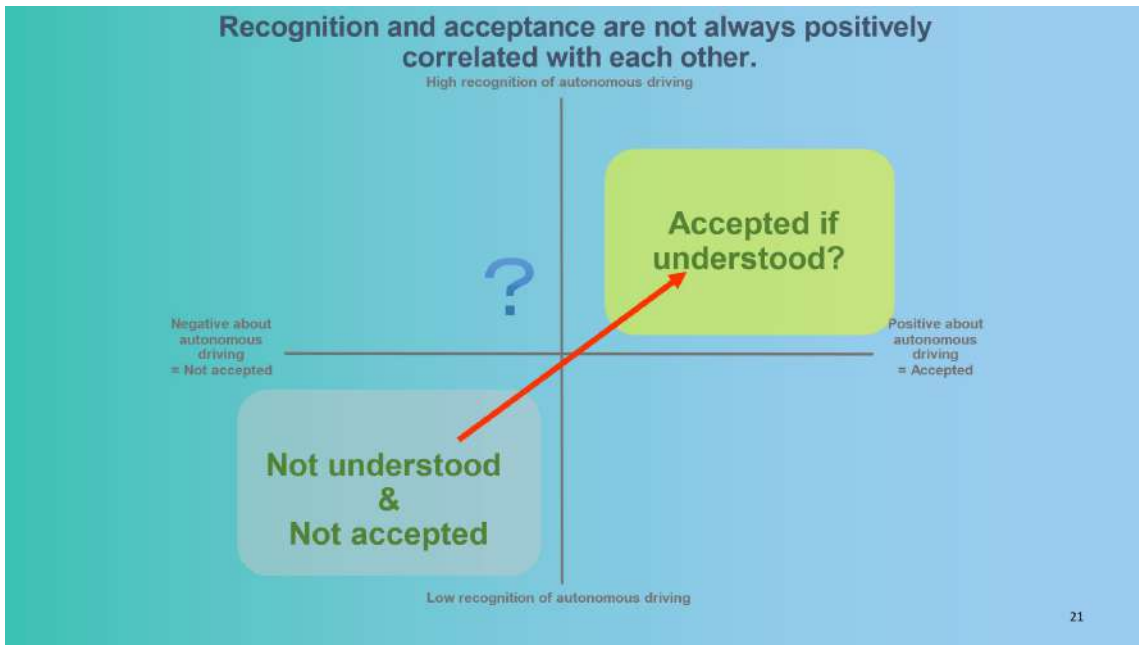 Recognition and acceptance are not always positively
correlated with each other.
High recognition of autonomous driving
Accepted if
understood?
?
Negative about
autonomous
driving
= Not accepted
Positive about
autonomous
driving
= Accepted
Not understood
&
Not accepted
Low recognition of autonomous driving
21